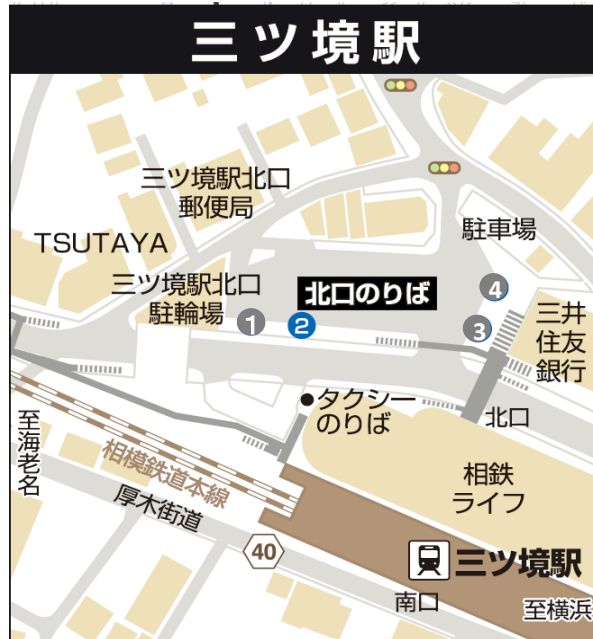 三ツ境駅
三ツ境駅北口
郵便局
TSUTAYA
駐車場
三ツ境駅北口
駐輪場
北口のりば
1
2
3
4
三井
住友
銀行
タクシー
のりば
北口
至海老名
相模鉄道本線
厚木街道
相鉄
ライフ
40
三ツ境駅
南口
至横浜